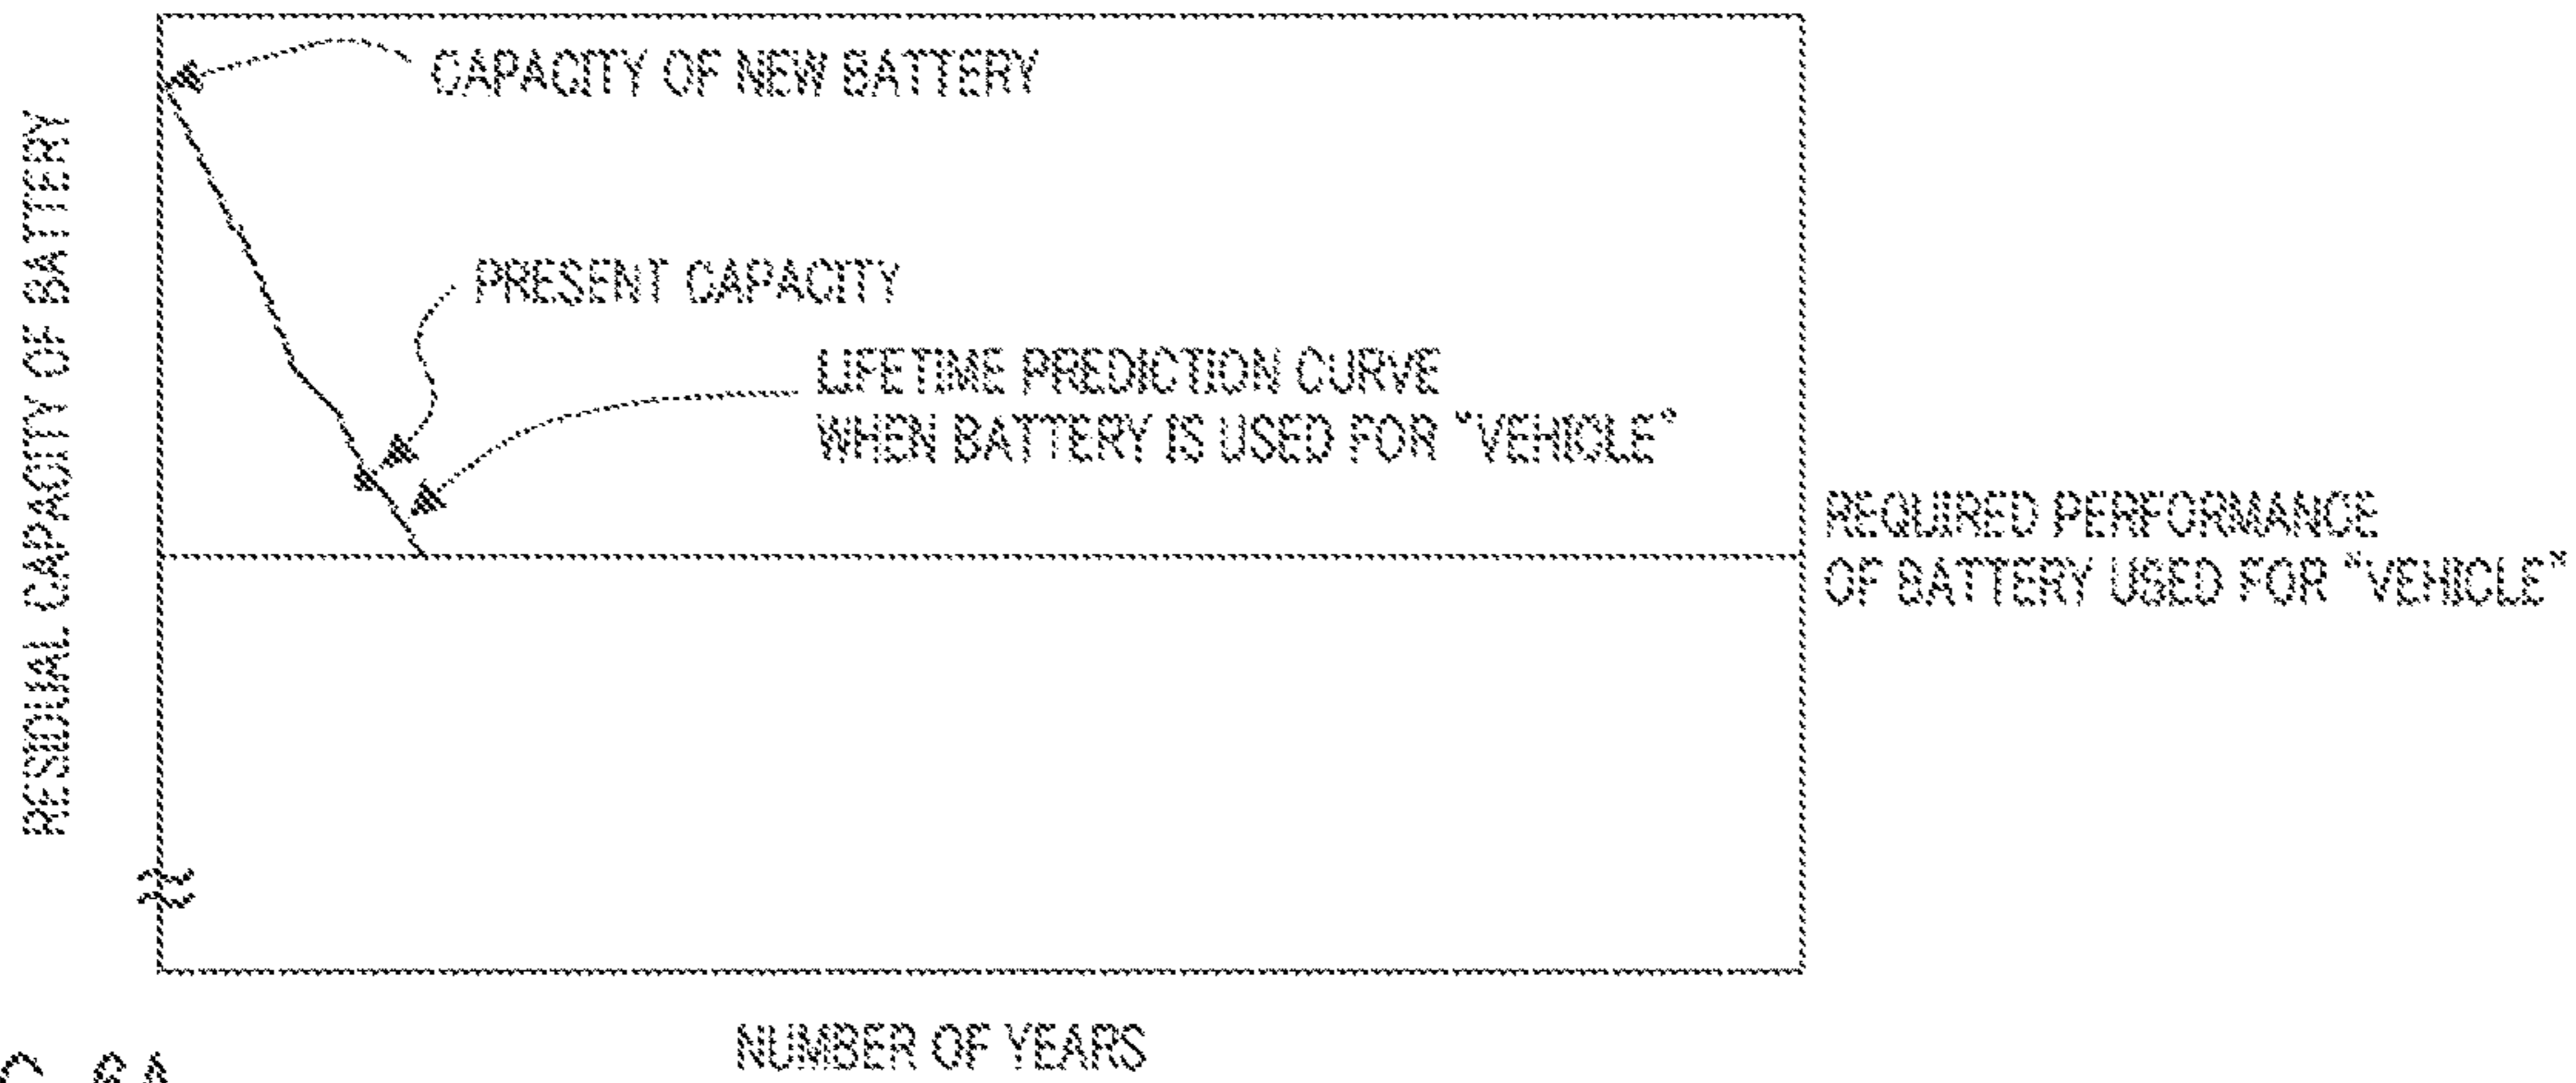 CAPACITY OF NEW BATTERY
RESIDUAL CAPACITY OF BATTERY
PRESENT CAPACITY
LIFETIME PREDICTION CURVE
WHEN BATTERY IS USED FOR "VEHICLE"
REQUIRED PERFORMANCE
OF BATTERY USED FOR "VEHICLE"
NUMBER OF YEARS